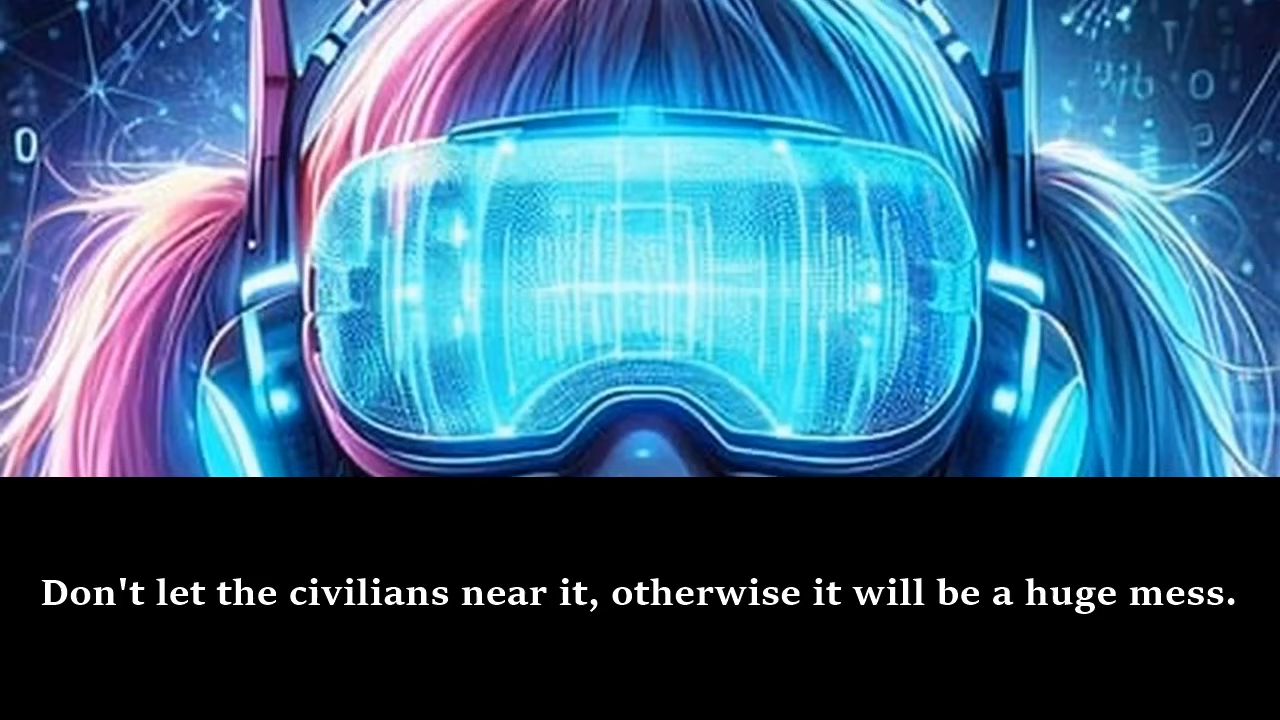 Don't let the civilians near it, otherwise it will be a huge mess.